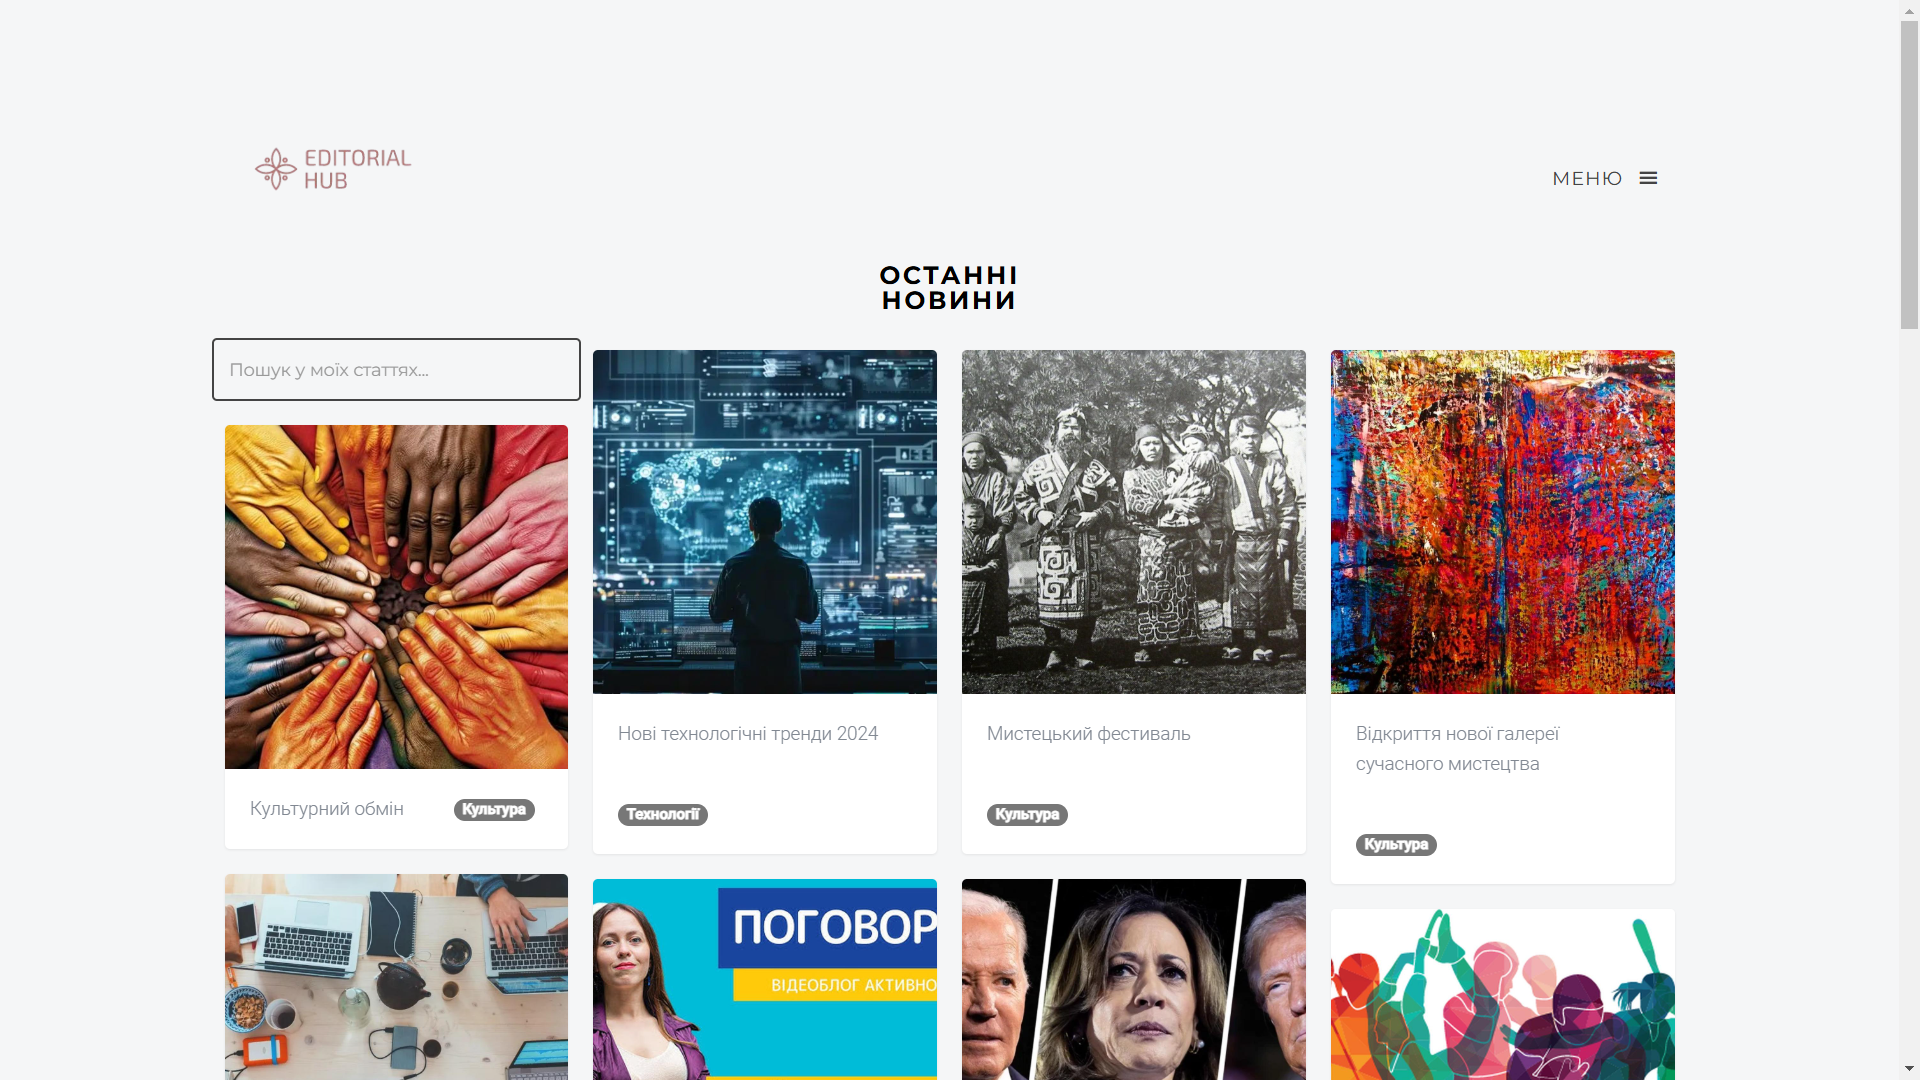 EDITORIAL
HUB
МЕНЮ
ОСТАННІ
НОВИНИ
Пошук у моїх статтях...
Культурний обмін
Культура
Нові технологічні тренди 2024
Технології
Мистецький фестиваль
Культура
Відкриття нової галереї
сучасного мистецтва
Культура
ПОГОВОР
ВІДЕОБЛОГ АКТИВНО